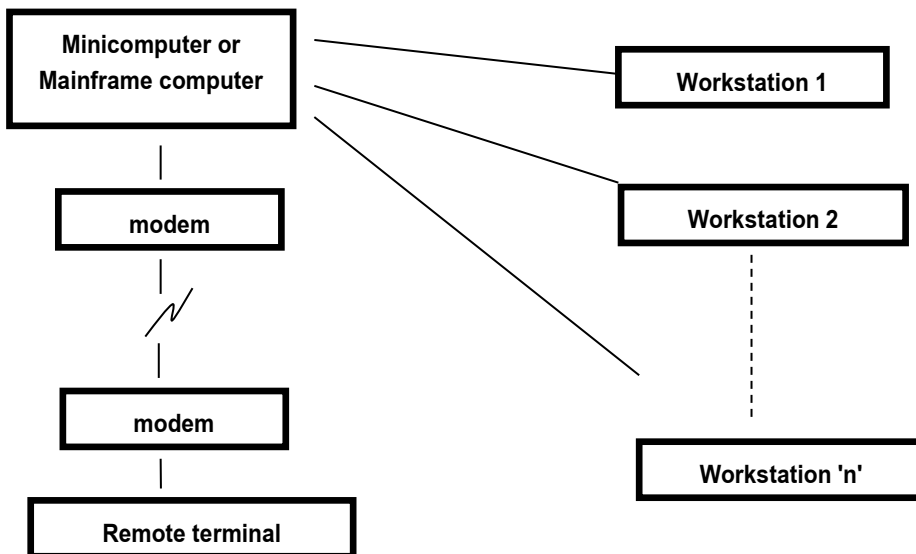 Minicomputer or
Mainframe computer
Workstation 1
modem
Workstation 2
modem
Workstation 'n'
Remote terminal